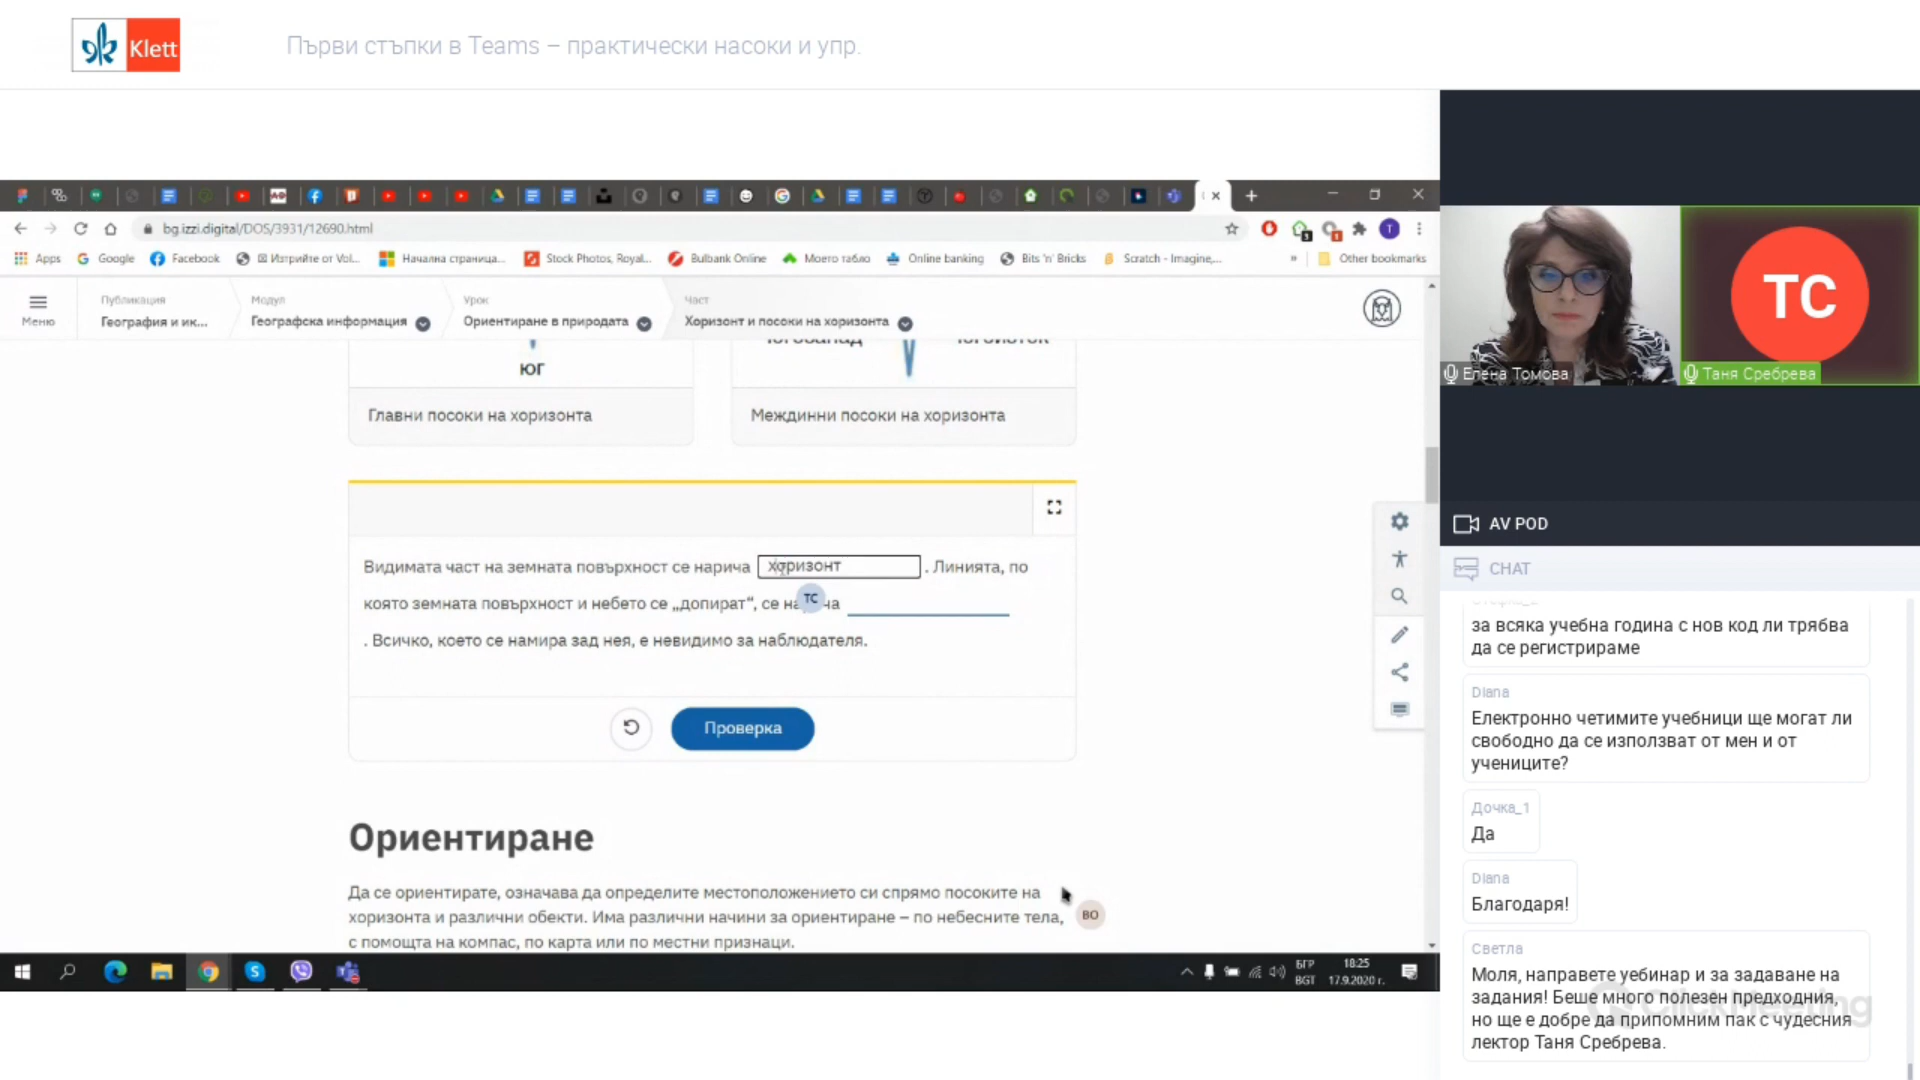 Klett
Първи стъпки в Teams – практически насоки и упр.
bg.izzi.digital/DOS/3931/12690.html
Apps
Google
Facebook
Изтрийте от Vol...
Начална страница...
Stock Photos, Royal...
Bulbank Online
Моето табло
Online banking
Bits 'n' Bricks
Scratch - Imagine,...
»
Other bookmarks
Меню
Публикация
География и ик...
Модул
Географска информация
Урок
Ориентиране в природата
Част
Хоризонт и посоки на хоризонта
ЮГ
Главни посоки на хоризонта
Междинни посоки на хоризонта
Видимата част на земната повърхност се нарича хоризонт . Линията, по
която земната повърхност и небето се „допират“, се на
TC
. Всичко, което се намира зад нея, е невидимо за наблюдателя.
Проверка
Ориентиране
Да се ориентирате, означава да определите местоположението си спрямо посоките на
хоризонта и различни обекти. Има различни начини за ориентиране – по небесните тела,
с помощта на компас, по карта или по местни признаци.
BO
БГР
BGT
18:25
17.9.2020 г.
Елена Томова
ТС
Таня Сребрева
AV POD
CHAT
за всяка учебна година с нов код ли трябва
да се регистрираме
Diana
Електронно четимите учебници ще могат ли
свободно да се използват от мен и от
учениците?
Дочка_1
Да
Diana
Благодаря!
Светла
Моля, направете уебинар и за задаване на
задания! Беше много полезен предходния,
но ще е добре да припомним пак с чудесния
лектор Таня Сребрева.
ClickMeeting